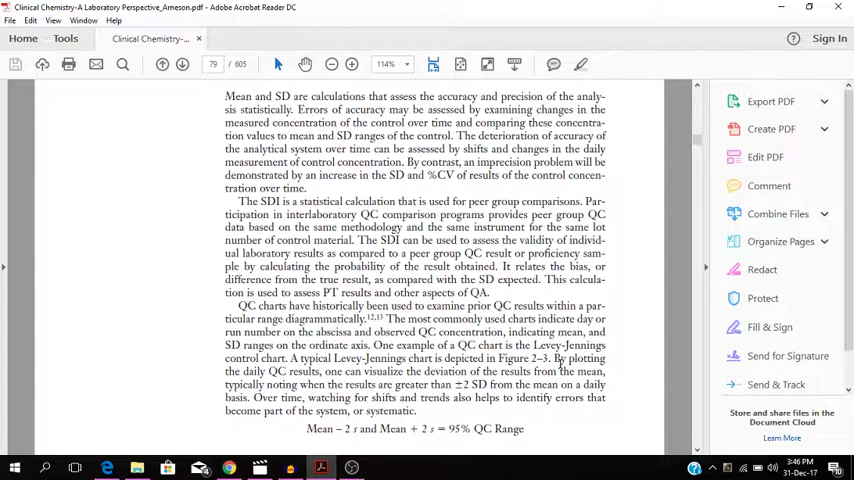 Clinical Chemistry-A Laboratory Perspective_Arneson.pdf - Adobe Acrobat Reader DC
File Edit View Window Help
Home Tools Clinical Chemistry-... × Sign In
79 / 605 114%
Mean and SD are calculations that assess the accuracy and precision of the analy-
sis statistically. Errors of accuracy may be assessed by examining changes in the
measured concentration of the control over time and comparing these concentra-
tion values to mean and SD ranges of the control. The deterioration of accuracy of
the analytical system over time can be assessed by shifts and changes in the daily
measurement of control concentration. By contrast, an imprecision problem will be
demonstrated by an increase in the SD and %CV of results of the control concen-
tration over time.
The SDI is a statistical calculation that is used for peer group comparisons. Par-
ticipation in interlaboratory QC comparison programs provides peer group QC
data based on the same methodology and the same instrument for the same lot
number of control material. The SDI can be used to assess the validity of individ-
ual laboratory results as compared to a peer group QC result or proficiency sam-
ple by calculating the probability of the result obtained. It relates the bias, or
difference from the true result, as compared with the SD expected. This calcula-
tion is used to assess PT results and other aspects of QA.
QC charts have historically been used to examine prior QC results within a par-
ticular range diagrammatically.12,13 The most commonly used charts indicate day or
run number on the abscissa and observed QC concentration, indicating mean, and
SD ranges on the ordinate axis. One example of a QC chart is the Levey-Jennings
control chart. A typical Levey-Jennings chart is depicted in Figure 2–3. By plotting
the daily QC results, one can visualize the deviation of the results from the mean,
typically noting when the results are greater than ±2 SD from the mean on a daily
basis. Over time, watching for shifts and trends also helps to identify errors that
become part of the system, or systematic.
Mean – 2 s and Mean + 2 s = 95% QC Range
Export PDF
Create PDF
Edit PDF
Comment
Combine Files
Organize Pages
Redact
Protect
Fill & Sign
Send for Signature
Send & Track
Store and share files in the
Document Cloud
Learn More
3:46 PM
31-Dec-17